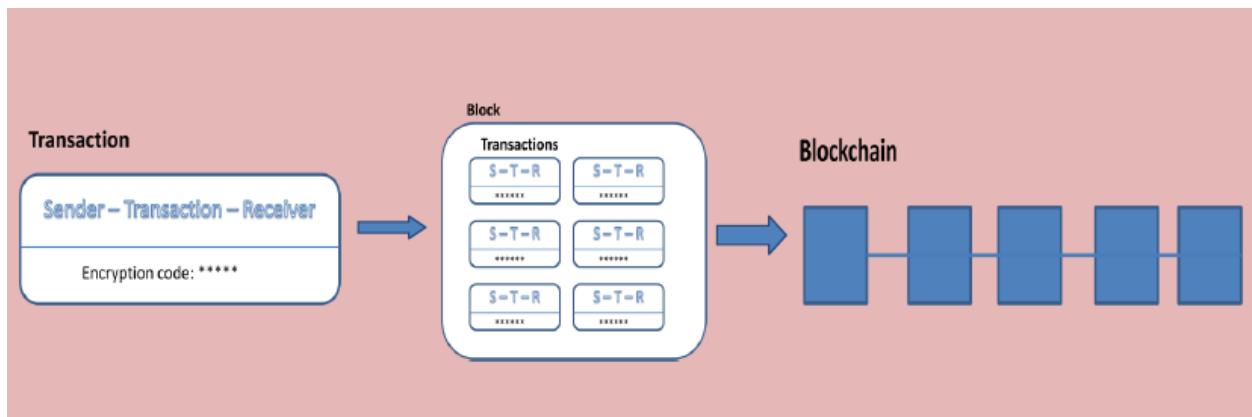 Transaction
Sender – Transaction – Receiver
Encryption code: *****
Block
Transactions
S – T – R
******
S – T – R
******
S – T – R
******
S – T – R
******
S – T – R
******
S – T – R
******
Blockchain